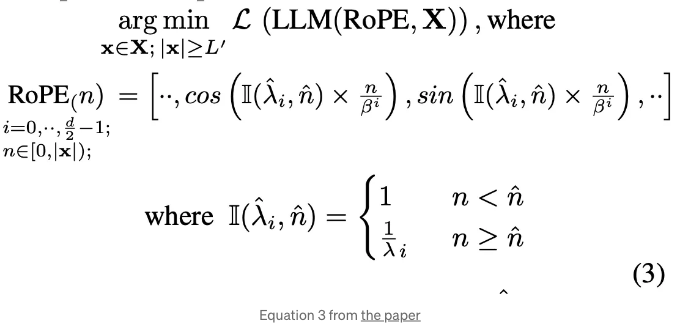 arg min ℒ (LLM(RoPE, X)), where
x∈X; |x|≥L′
RoPE(n) = [··, cos (𝕀(λ̂ᵢ, n̂) × n/βⁱ), sin (𝕀(λ̂ᵢ, n̂) × n/βⁱ), ··]
i=0,··,d/2−1;
n∈[0,|x|);
where 𝕀(λ̂ᵢ, n̂) = { 1 n < n̂
1/λ i n ≥ n̂
(3)
Equation 3 from the paper